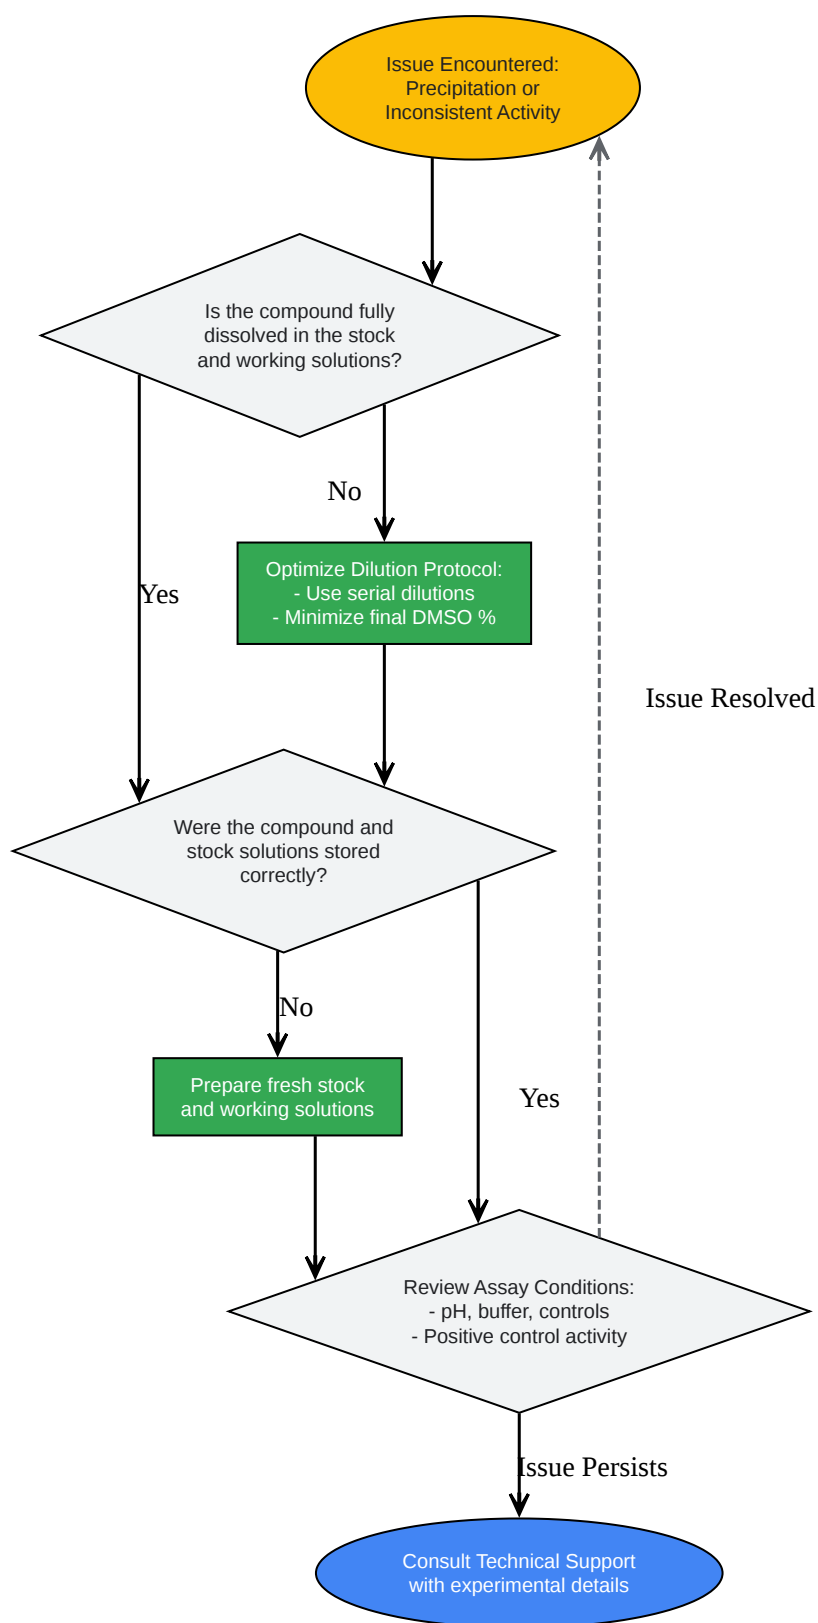 Issue Encountered:
Precipitation or
Inconsistent Activity
Is the compound fully
dissolved in the stock
and working solutions?
No
Optimize Dilution Protocol:
- Use serial dilutions
- Minimize final DMSO %
Yes
Issue Resolved
Were the compound and
stock solutions stored
correctly?
No
Prepare fresh stock
and working solutions
Yes
Review Assay Conditions:
- pH, buffer, controls
- Positive control activity
Issue Persists
Consult Technical Support
with experimental details